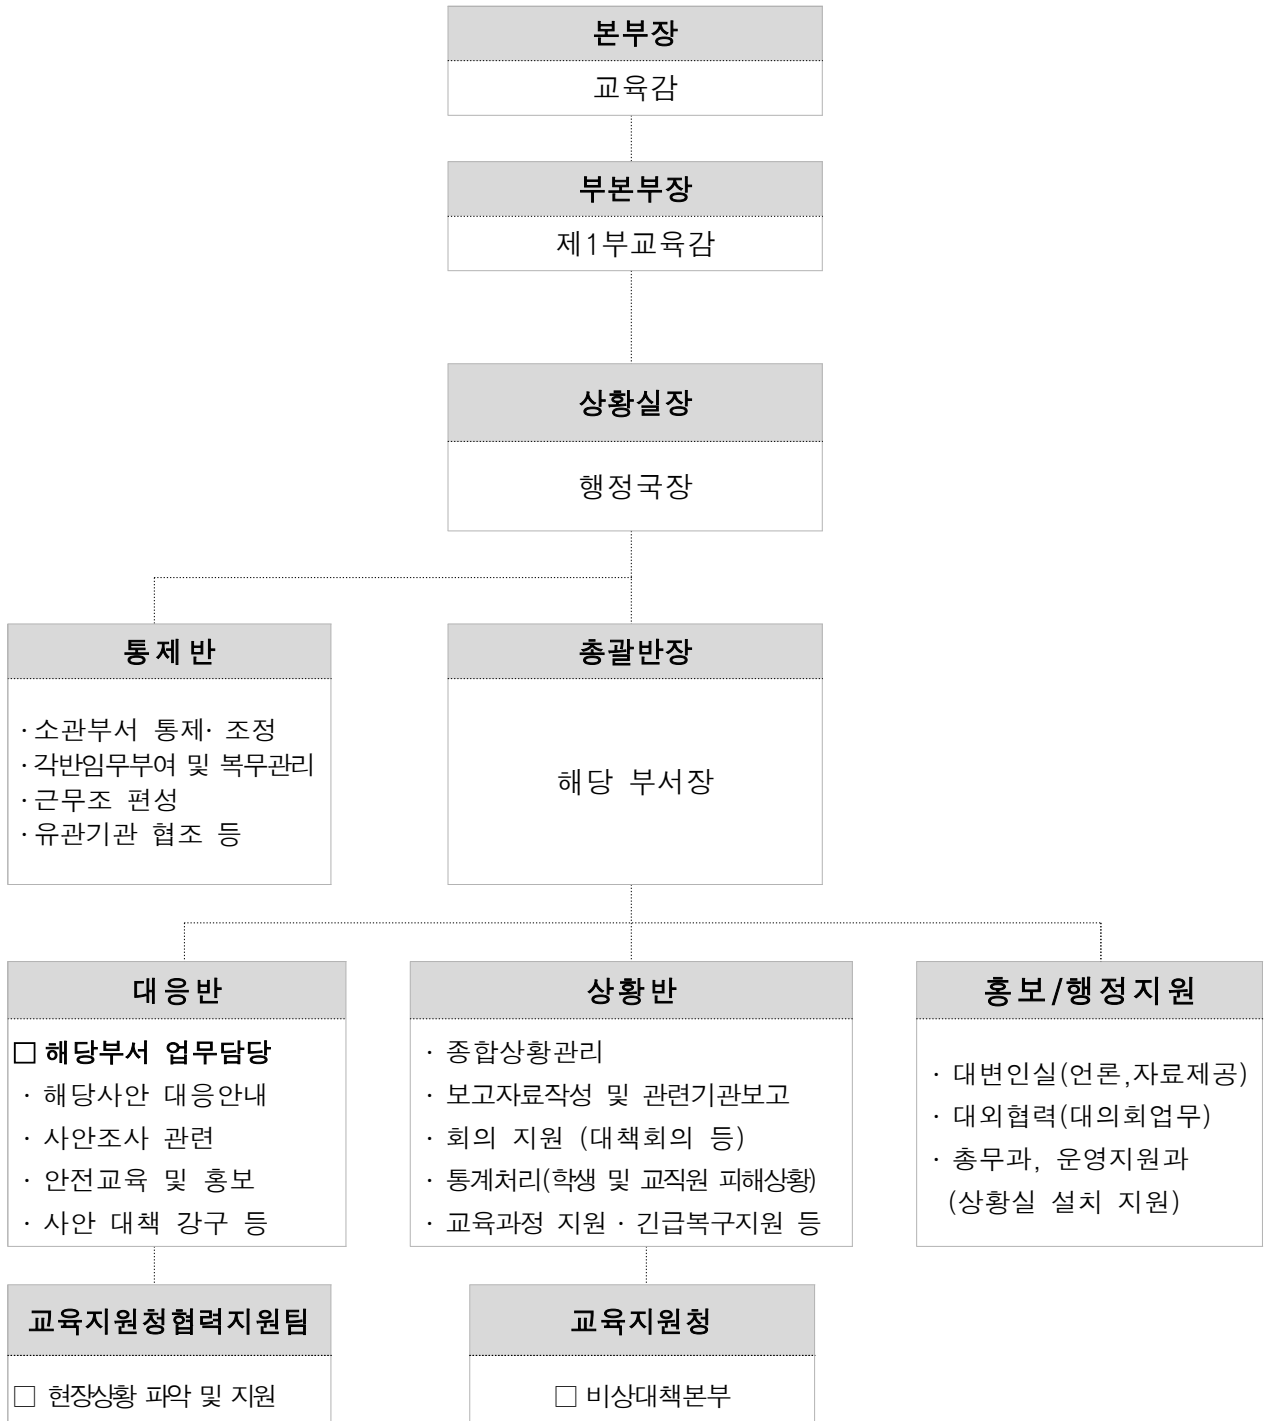 본부장
교육감
부본부장
제1부교육감
상황실장
행정국장
통제반
· 소관부서 통제· 조정
· 각반임무부여 및 복무관리
· 근무조 편성
· 유관기관 협조 등
총괄반장
해당 부서장
대응반
□ 해당부서 업무담당
· 해당사안 대응안내
· 사안조사 관련
· 안전교육 및 홍보
· 사안 대책 강구 등
상황반
· 종합상황관리
· 보고자료작성 및 관련기관보고
· 회의 지원 (대책회의 등)
· 통계처리(학생 및 교직원 피해상황)
· 교육과정 지원 · 긴급복구지원 등
홍보/행정지원
· 대변인실(언론,자료제공)
· 대외협력(대의회업무)
· 총무과, 운영지원과
(상황실 설치 지원)
교육지원청협력지원팀
□ 현장상황 파악 및 지원
교육지원청
□ 비상대책본부